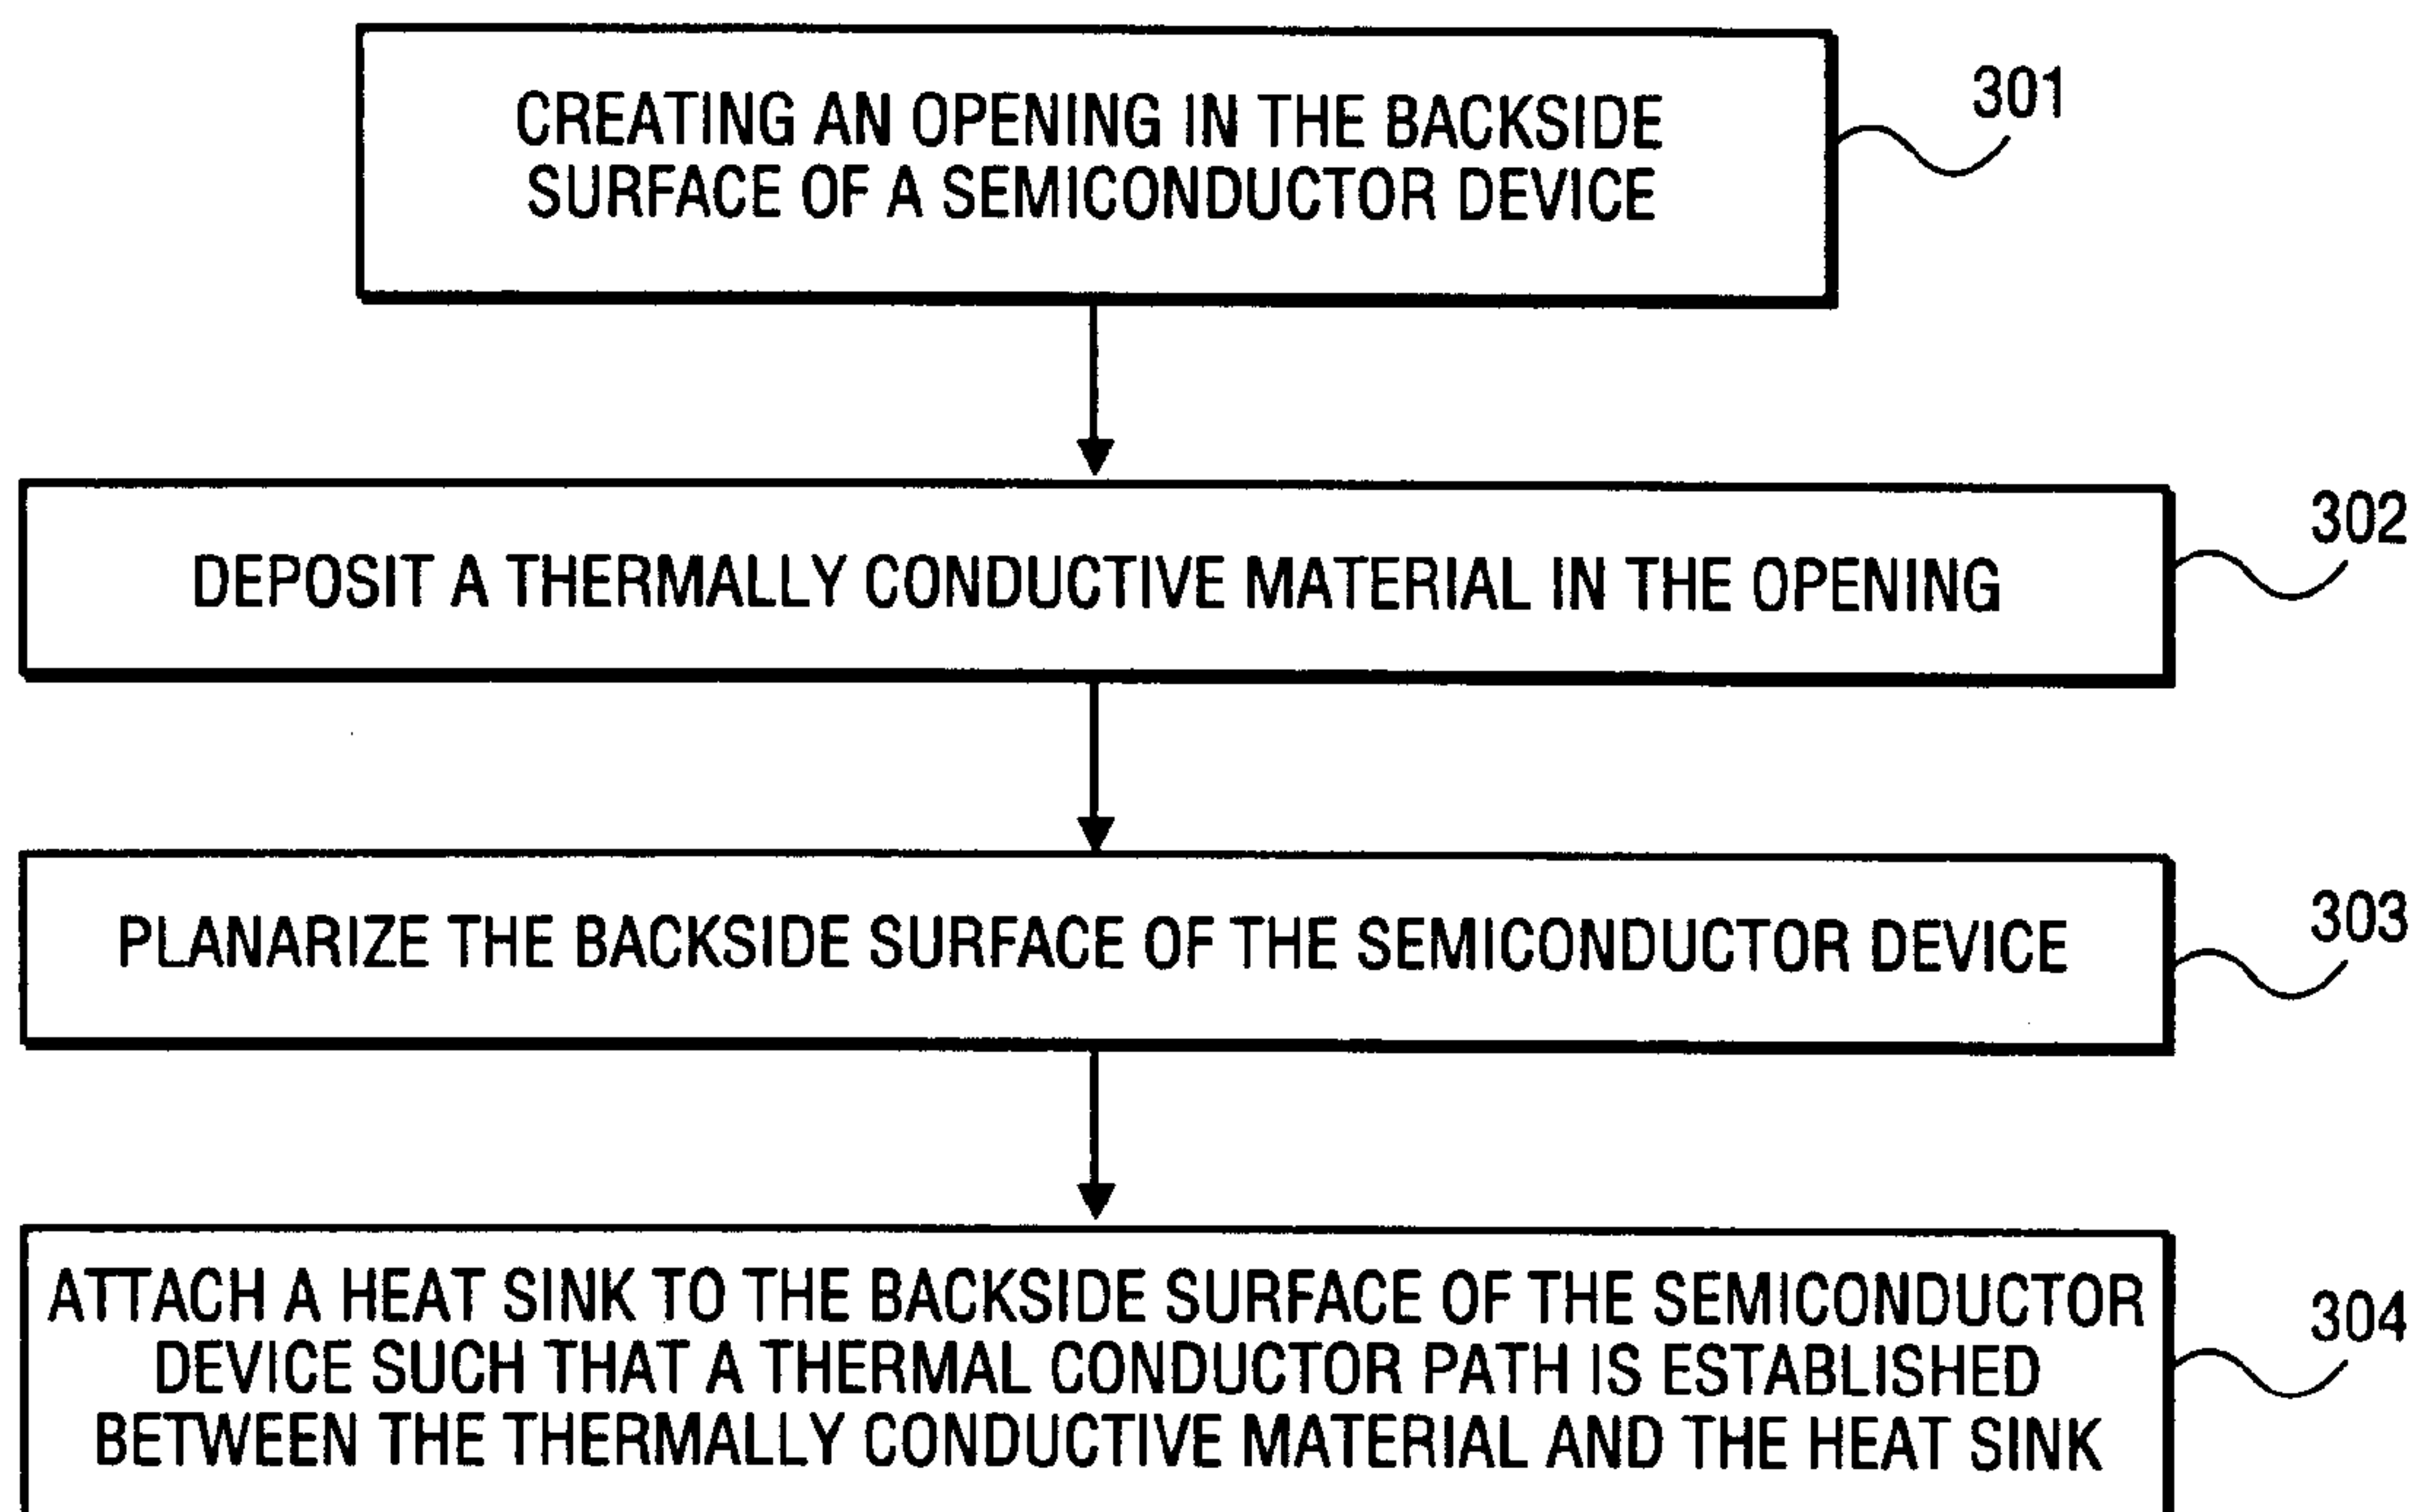 CREATING AN OPENING IN THE BACKSIDE
SURFACE OF A SEMICONDUCTOR DEVICE
301
DEPOSIT A THERMALLY CONDUCTIVE MATERIAL IN THE OPENING
302
PLANARIZE THE BACKSIDE SURFACE OF THE SEMICONDUCTOR DEVICE
303
ATTACH A HEAT SINK TO THE BACKSIDE SURFACE OF THE SEMICONDUCTOR
DEVICE SUCH THAT A THERMAL CONDUCTOR PATH IS ESTABLISHED
BETWEEN THE THERMALLY CONDUCTIVE MATERIAL AND THE HEAT SINK
304